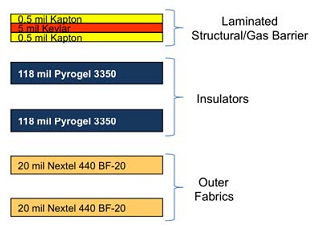 0.5 mil Kapton
5 mil Kevlar
0.5 mil Kapton
Laminated
Structural/Gas Barrier
118 mil Pyrogel 3350
118 mil Pyrogel 3350
Insulators
20 mil Nextel 440 BF-20
20 mil Nextel 440 BF-20
Outer
Fabrics